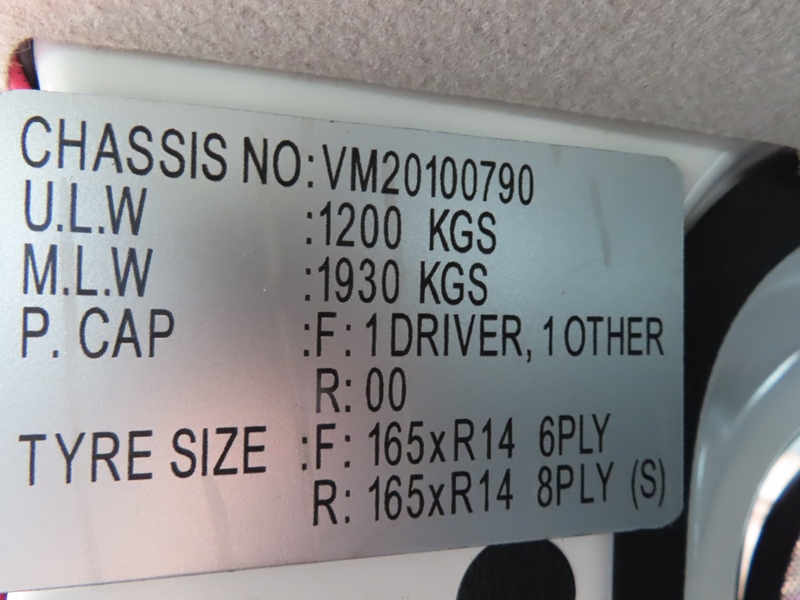 CHASSIS NO:VM20100790
U.L.W :1200 KGS
M.L.W :1930 KGS
P. CAP :F: 1 DRIVER, 1 OTHER
R: 00
TYRE SIZE :F: 165xR14 6PLY
R: 165xR14 8PLY (S)